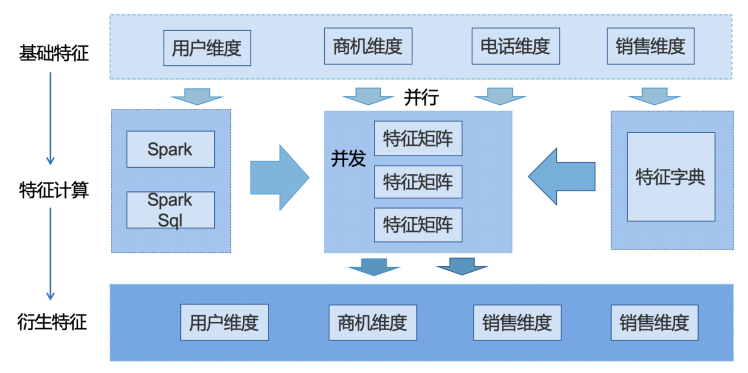 基础特征
用户维度
商机维度
电话维度
销售维度
并行
Spark
Spark
Sql
并发
特征矩阵
特征矩阵
特征矩阵
特征字典
特征计算
衍生特征
用户维度
商机维度
销售维度
销售维度